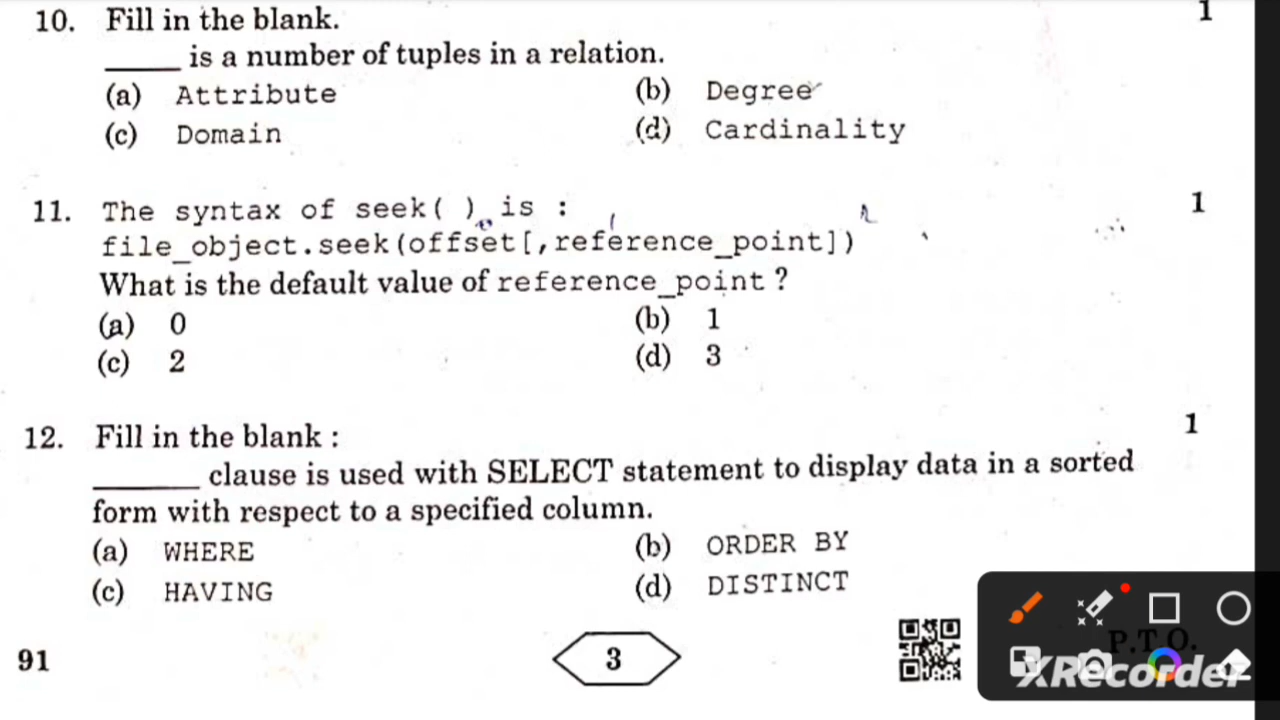 10. Fill in the blank. 1
_____ is a number of tuples in a relation.
(a) Attribute (b) Degree
(c) Domain (d) Cardinality
11. The syntax of seek( ) is : 1
file_object.seek(offset[,reference_point])
What is the default value of reference_point ?
(a) 0 (b) 1
(c) 2 (d) 3
12. Fill in the blank : 1
_______ clause is used with SELECT statement to display data in a sorted
form with respect to a specified column.
(a) WHERE (b) ORDER BY
(c) HAVING (d) DISTINCT
91 3 P.T.O.
XRecorder